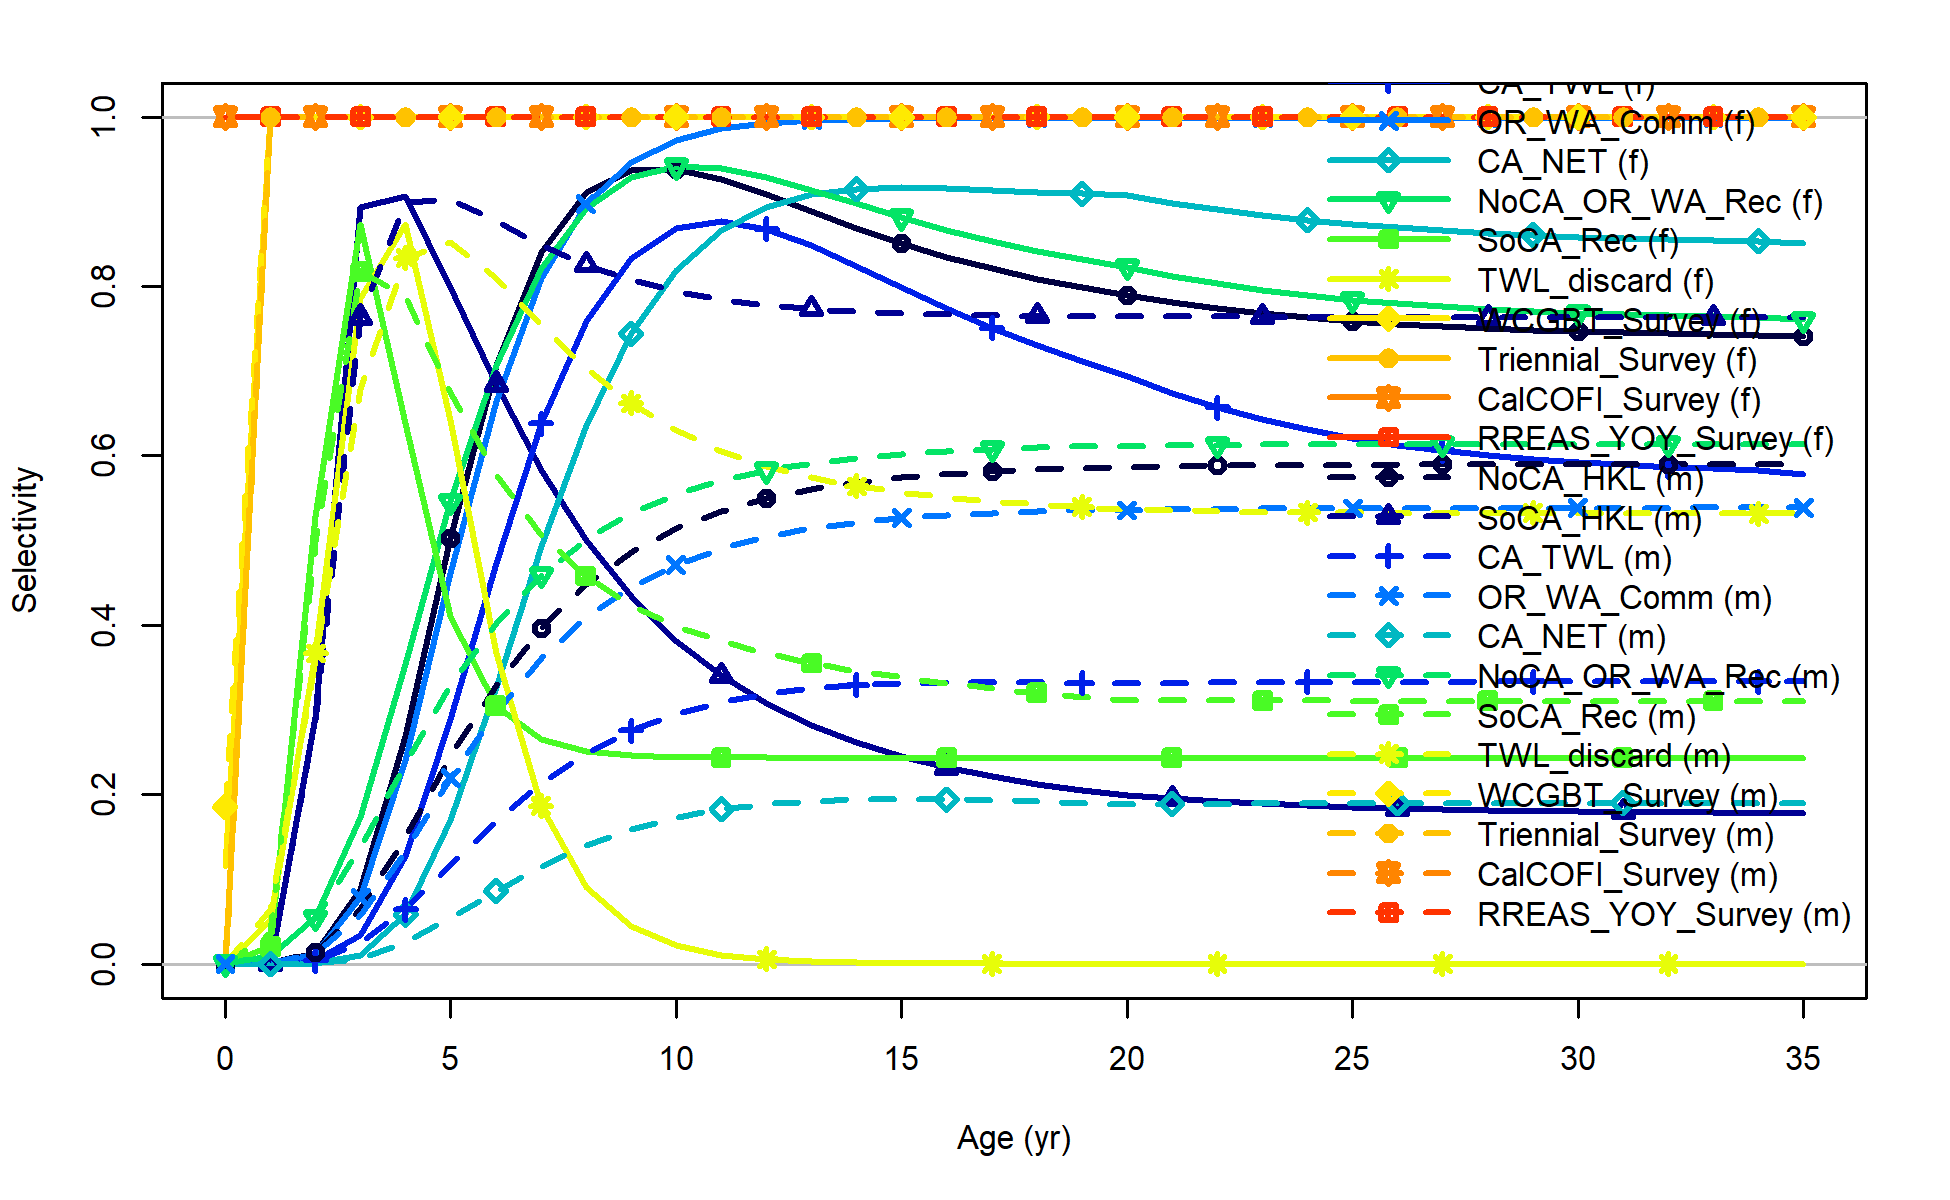 CA_TWL (f)
OR_WA_Comm (f)
CA_NET (f)
NoCA_OR_WA_Rec (f)
SoCA_Rec (f)
TWL_discard (f)
WCGBT_Survey (f)
Triennial_Survey (f)
CalCOFI_Survey (f)
RREAS_YOY_Survey (f)
NoCA_HKL (m)
SoCA_HKL (m)
CA_TWL (m)
OR_WA_Comm (m)
CA_NET (m)
NoCA_OR_WA_Rec (m)
SoCA_Rec (m)
TWL_discard (m)
WCGBT_Survey (m)
Triennial_Survey (m)
CalCOFI_Survey (m)
RREAS_YOY_Survey (m)
Selectivity
1.0
0.8
0.6
0.4
0.2
0.0
0 5 10 15 20 25 30 35
Age (yr)